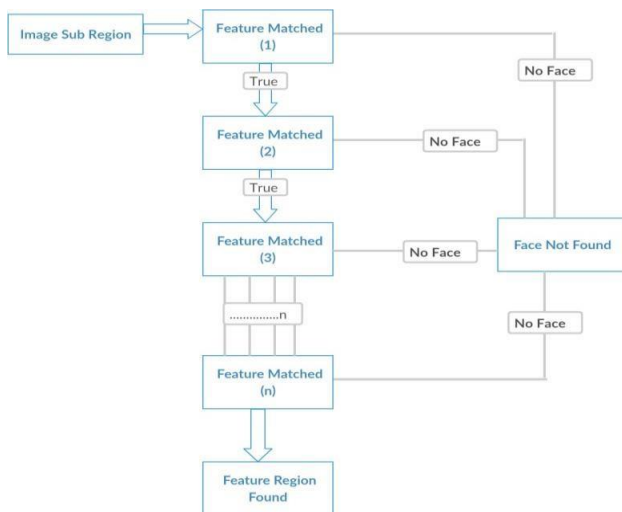 Image Sub Region
Feature Matched
(1)
No Face
True
Feature Matched
(2)
No Face
True
Feature Matched
(3)
No Face
Face Not Found
...............n
No Face
Feature Matched
(n)
Feature Region
Found